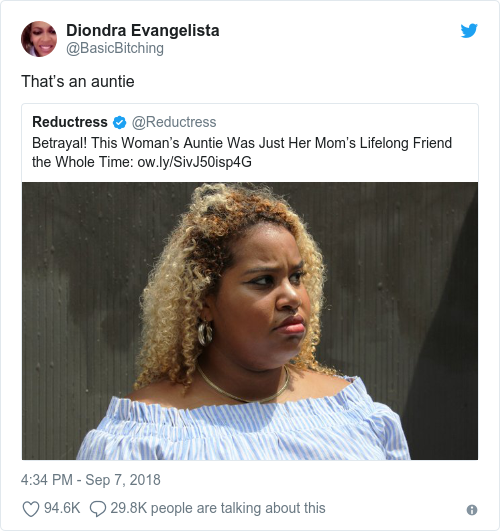 Diondra Evangelista
@BasicBitching
That’s an auntie
Reductress @Reductress
Betrayal! This Woman’s Auntie Was Just Her Mom’s Lifelong Friend
the Whole Time: ow.ly/SivJ50isp4G
4:34 PM - Sep 7, 2018
94.6K 29.8K people are talking about this